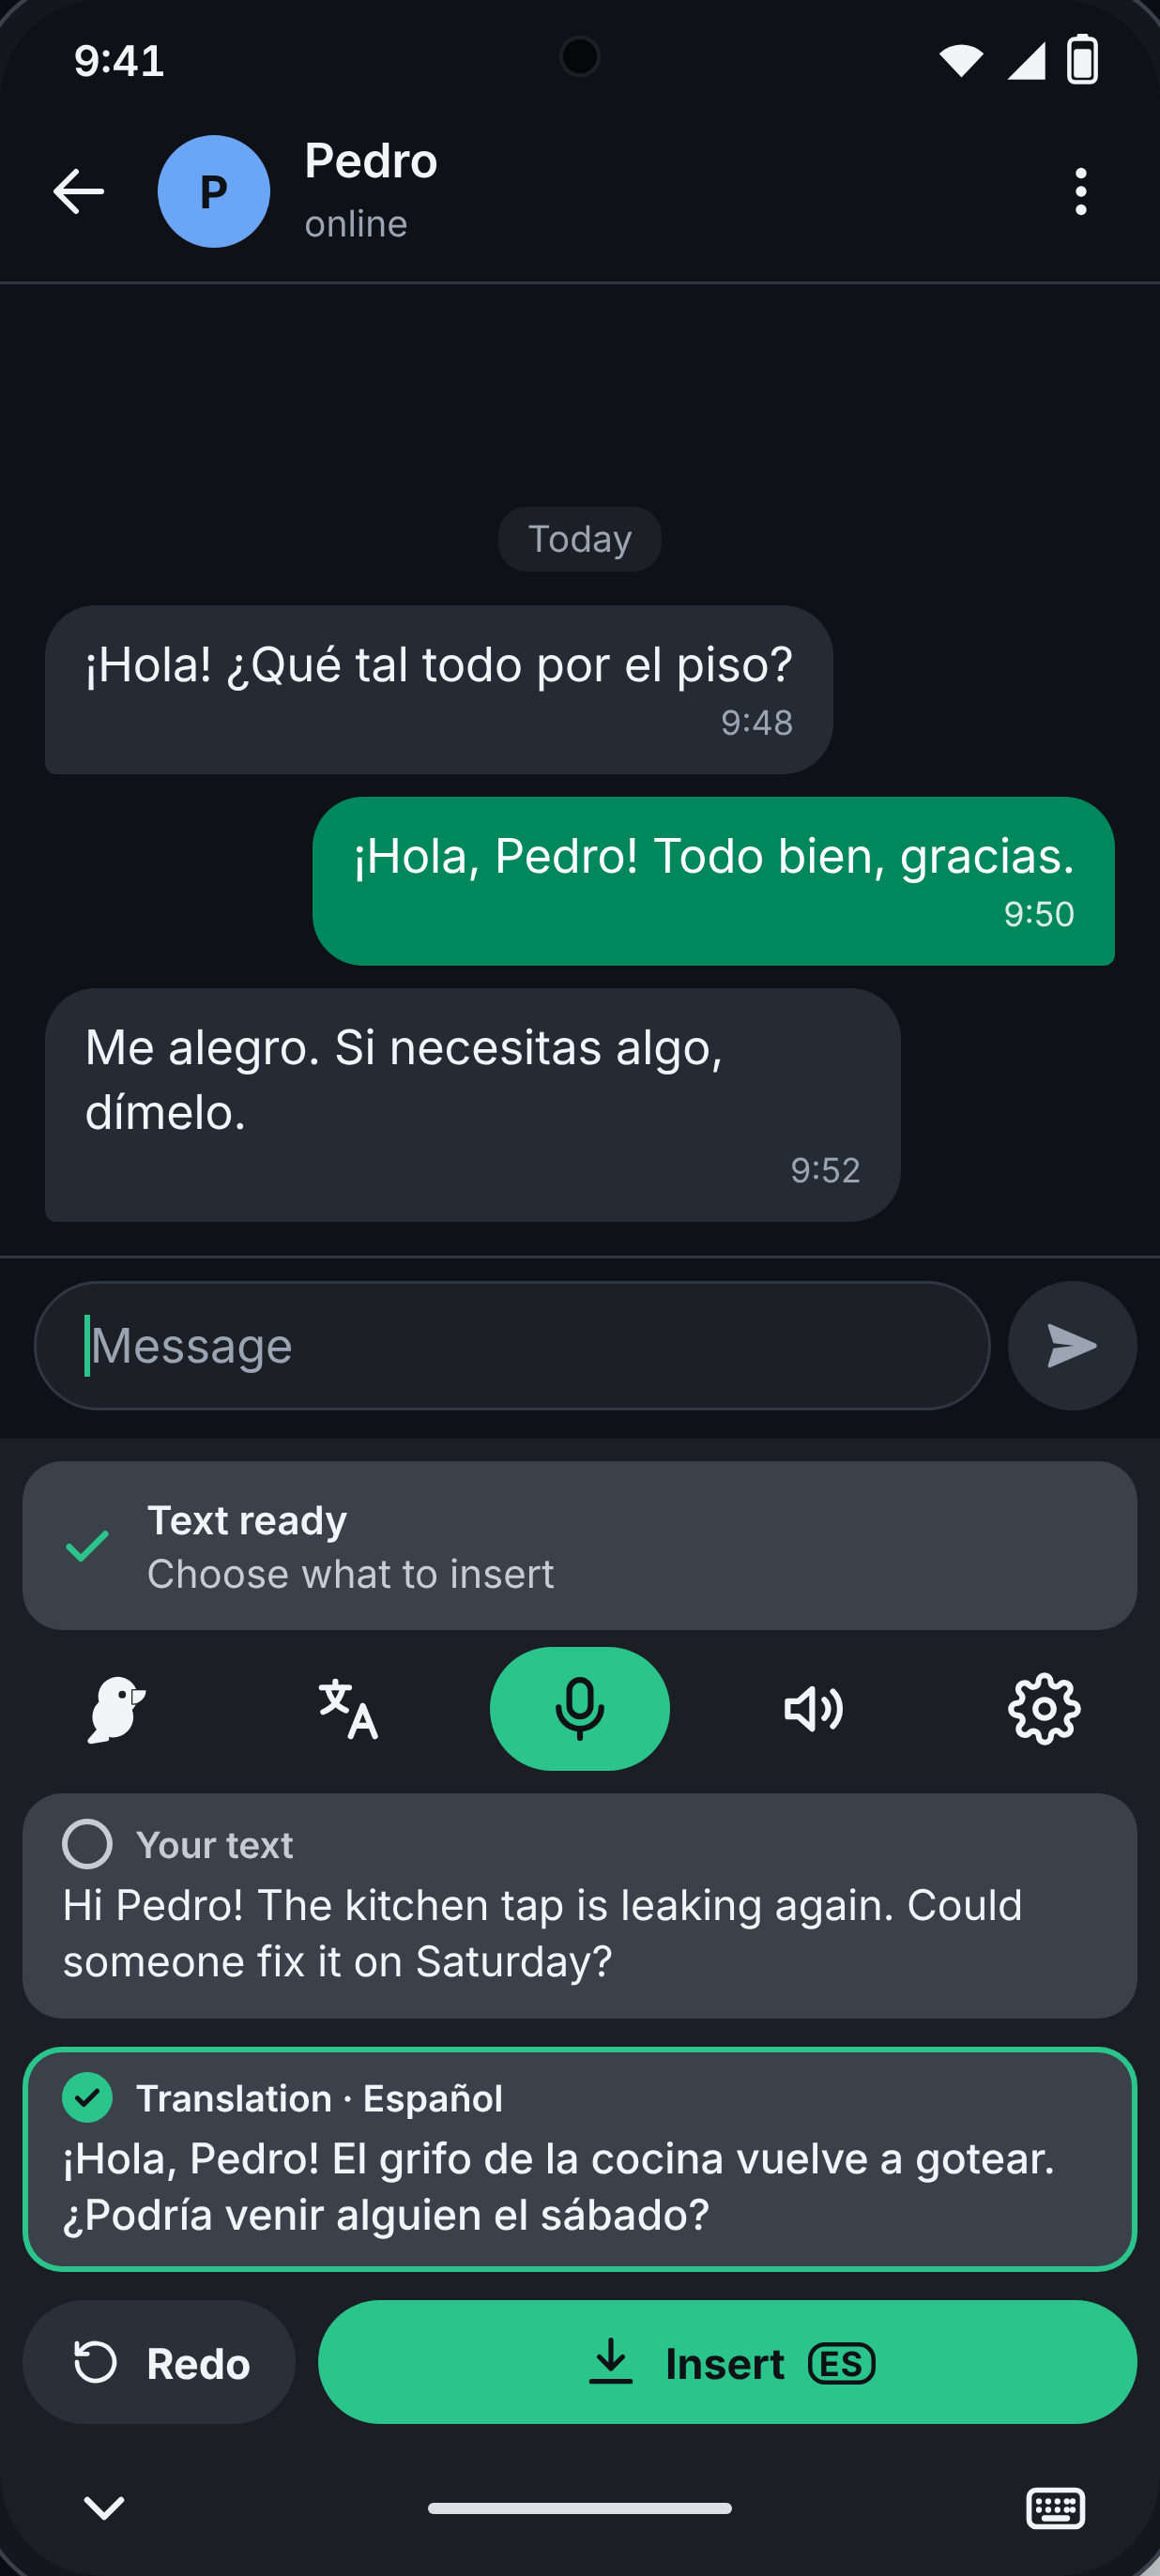 9:41
P
Pedro
online
Today
¡Hola! ¿Qué tal todo por el piso?
9:48
¡Hola, Pedro! Todo bien, gracias.
9:50
Me alegro. Si necesitas algo,
dímelo.
9:52
Message
Text ready
Choose what to insert
Your text
Hi Pedro! The kitchen tap is leaking again. Could
someone fix it on Saturday?
Translation · Español
¡Hola, Pedro! El grifo de la cocina vuelve a gotear.
¿Podría venir alguien el sábado?
Redo
Insert ES